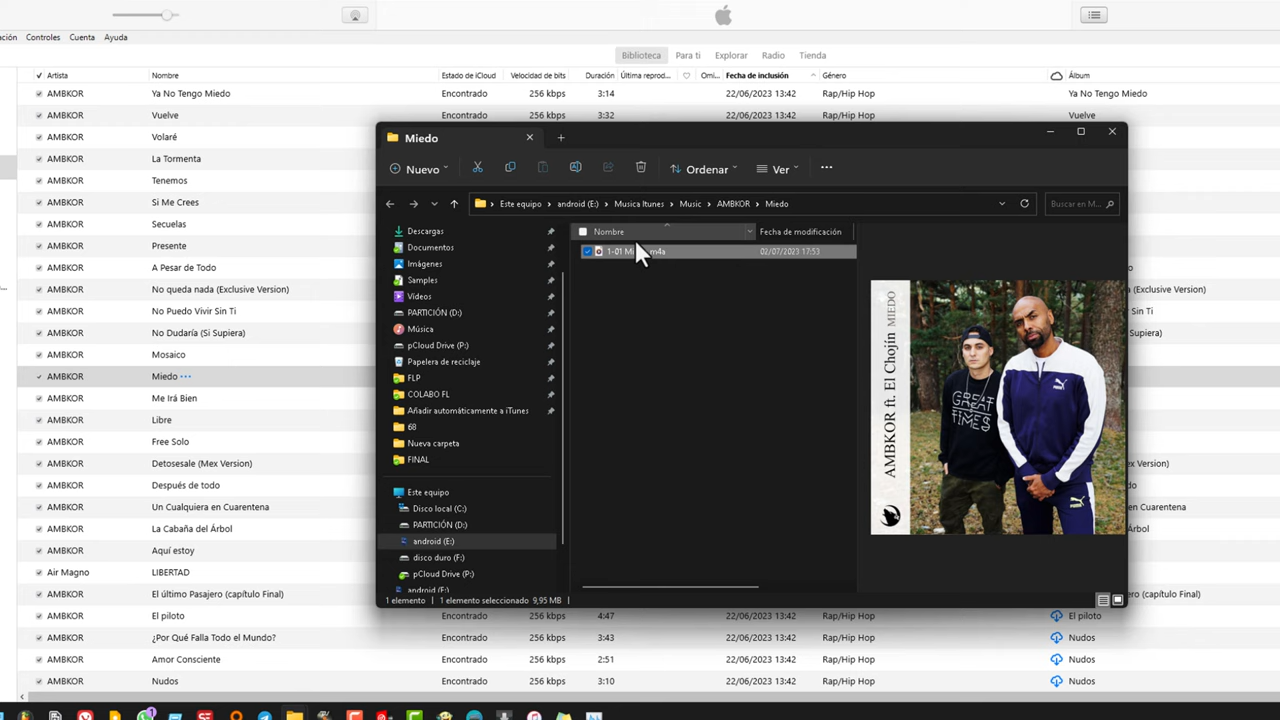 ación Controles Cuenta Ayuda
Biblioteca Para ti Explorar Radio Tienda
✓ Artista Nombre Estado de iCloud Velocidad de bits Duración Última reprod... Omi... Fecha de inclusión Género Álbum
AMBKOR Ya No Tengo Miedo Encontrado 256 kbps 3:14 22/06/2023 13:42 Rap/Hip Hop Ya No Tengo Miedo
AMBKOR Vuelve Encontrado 256 kbps 3:32 22/06/2023 13:42 Rap/Hip Hop Vuelve
AMBKOR Volaré
AMBKOR La Tormenta
AMBKOR Tenemos
AMBKOR Si Me Crees
AMBKOR Secuelas
AMBKOR Presente
AMBKOR A Pesar de Todo
AMBKOR No queda nada (Exclusive Version) (Exclusive Version)
AMBKOR No Puedo Vivir Sin Ti Sin Ti
AMBKOR No Dudaría (Si Supiera)
AMBKOR Mosaico
AMBKOR Miedo •••
AMBKOR Me Irá Bien
AMBKOR Libre
AMBKOR Free Solo
AMBKOR Detosesale (Mex Version)
AMBKOR Después de todo
AMBKOR Un Cualquiera en Cuarentena
AMBKOR La Cabaña del Árbol
AMBKOR Aquí estoy
Air Magno LIBERTAD
AMBKOR El último Pasajero (capítulo Final)
AMBKOR El piloto Encontrado 256 kbps 4:47 22/06/2023 13:42 Rap/Hip Hop El piloto
AMBKOR ¿Por Qué Falla Todo el Mundo? Encontrado 256 kbps 3:43 22/06/2023 13:42 Rap/Hip Hop Nudos
AMBKOR Amor Consciente Encontrado 256 kbps 2:51 22/06/2023 13:42 Rap/Hip Hop Nudos
AMBKOR Nudos Encontrado 256 kbps 3:10 22/06/2023 13:42 Rap/Hip Hop Nudos
Miedo
Nuevo Ordenar Ver •••
Este equipo > android (E:) > Musica Itunes > Music > AMBKOR > Miedo
Buscar en M...
Nombre Fecha de modificación
1-01 m4a 02/07/2023 17:53
Descargas
Documentos
Imágenes
Samples
Vídeos
PARTICIÓN (D:)
Música
pCloud Drive (P:)
Papelera de reciclaje
FLP
COLABO FL
Añadir automáticamente a iTunes
68
Nueva carpeta
FINAL
Este equipo
Disco local (C:)
PARTICIÓN (D:)
android (E:)
disco duro (F:)
pCloud Drive (P:)
1 elemento 1 elemento seleccionado 9,95 MB
AMBKOR ft. El Chojín MIEDO
GREAT
TIMES
PUMA